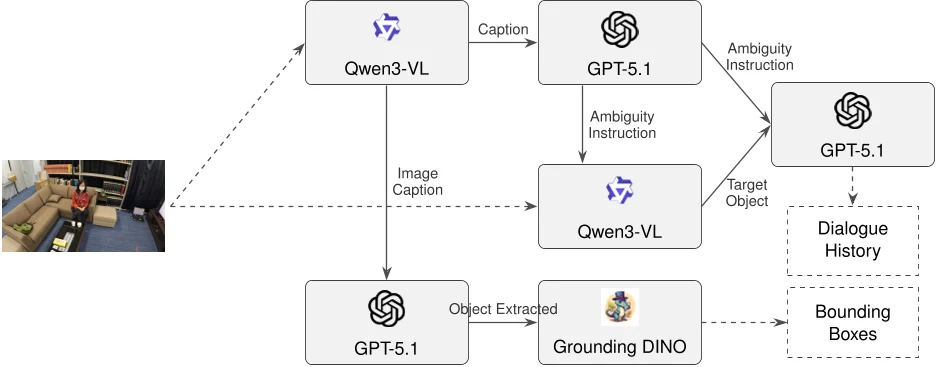 Qwen3-VL
Caption
GPT-5.1
Ambiguity
Instruction
GPT-5.1
Ambiguity
Instruction
Image
Caption
Qwen3-VL
Target
Object
Dialogue
History
GPT-5.1
Object Extracted
Grounding DINO
Bounding
Boxes